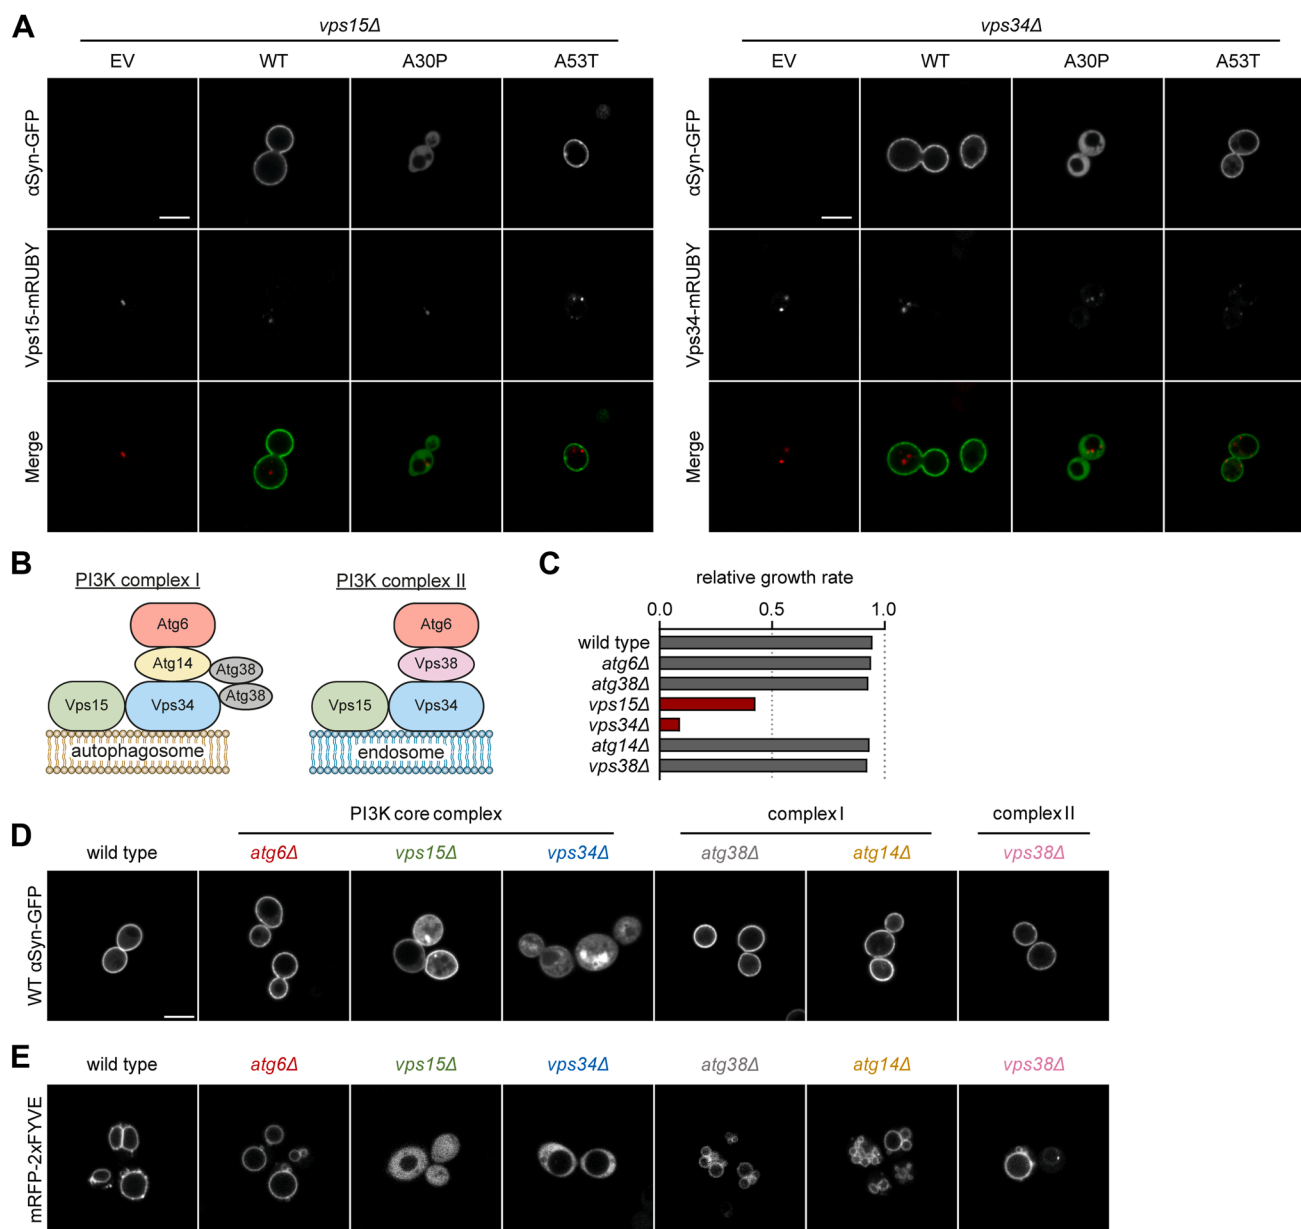 A
vps15Δ
EV WT A30P A53T
αSyn-GFP
Vps15-mRUBY
Merge
vps34Δ
EV WT A30P A53T
αSyn-GFP
Vps34-mRUBY
Merge
B
PI3K complex I
Atg6
Atg14
Atg38
Atg38
Vps15
Vps34
autophagosome
PI3K complex II
Atg6
Vps38
Vps15
Vps34
endosome
C
relative growth rate
0.0 0.5 1.0
wild type
atg6Δ
atg38Δ
vps15Δ
vps34Δ
atg14Δ
vps38Δ
D
PI3K core complex complex I complex II
wild type atg6Δ vps15Δ vps34Δ atg38Δ atg14Δ vps38Δ
WT αSyn-GFP
E
wild type atg6Δ vps15Δ vps34Δ atg38Δ atg14Δ vps38Δ
mRFP-2xFYVE